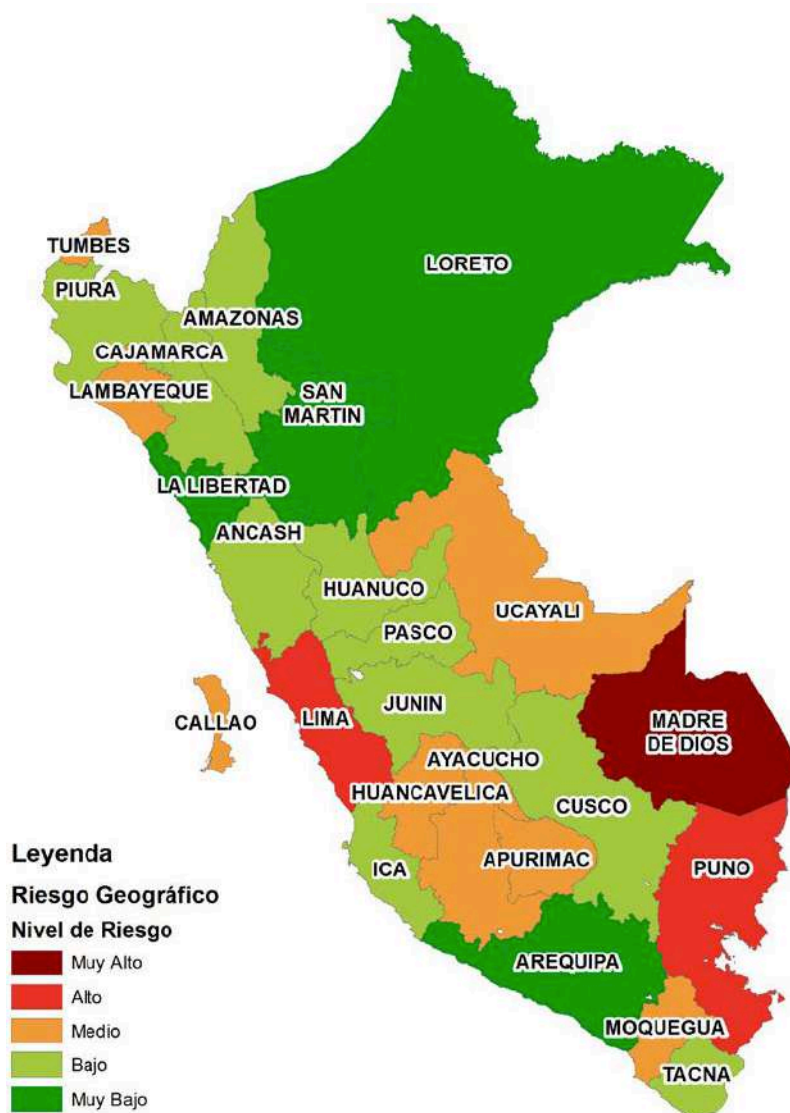 TUMBES
PIURA
LORETO
AMAZONAS
CAJAMARCA
LAMBAYEQUE
SAN
MARTIN
LA LIBERTAD
ANCASH
HUANUCO
UCAYALI
PASCO
CALLAO
LIMA
JUNIN
MADRE
DE DIOS
AYACUCHO
HUANCAVELICA
CUSCO
ICA
APURIMAC
PUNO
AREQUIPA
MOQUEGUA
TACNA
Leyenda
Riesgo Geográfico
Nivel de Riesgo
Muy Alto
Alto
Medio
Bajo
Muy Bajo